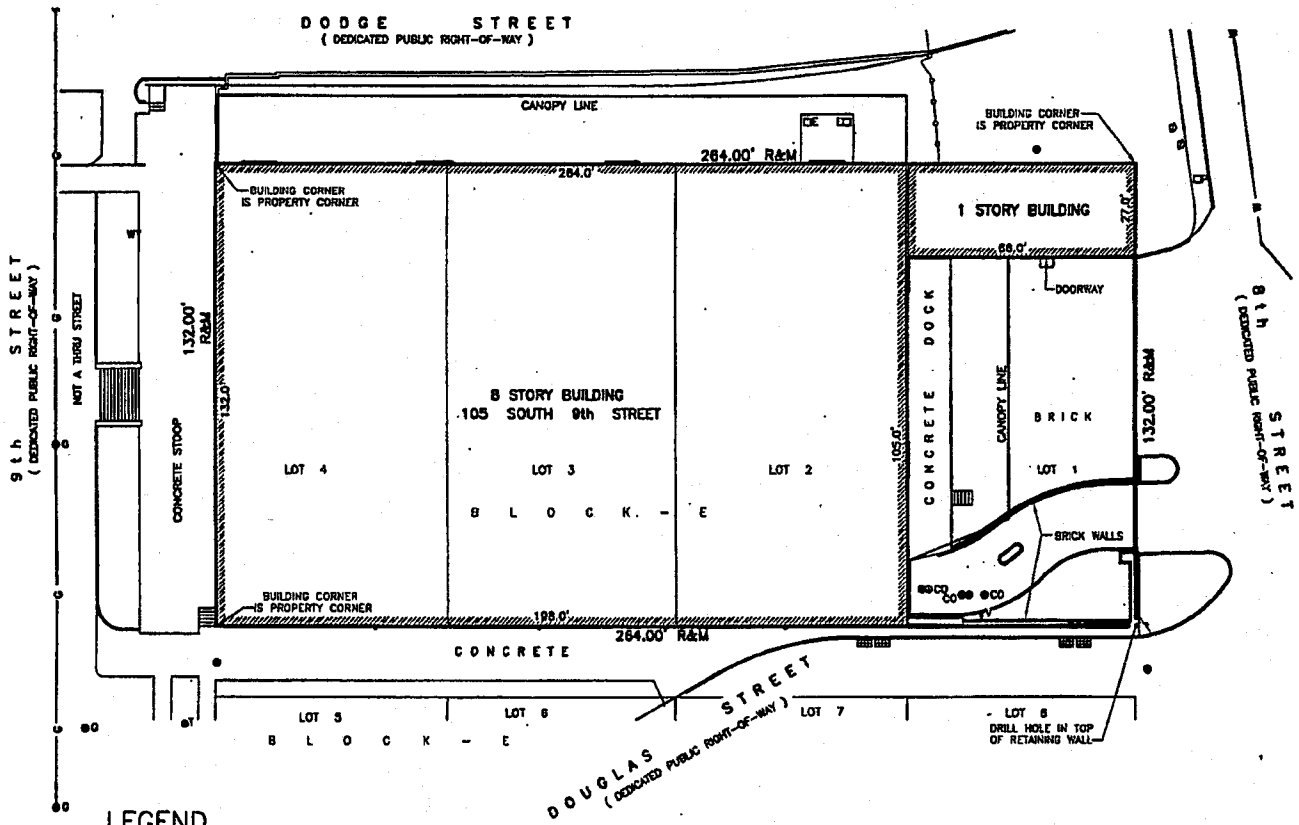 DODGE STREET
( DEDICATED PUBLIC RIGHT-OF-WAY )
CANOPY LINE
BUILDING CORNER
IS PROPERTY CORNER
264.00' R&M
264.0'
BUILDING CORNER
IS PROPERTY CORNER
1 STORY BUILDING
27.0'
66.0'
DOORWAY
W
9th STREET
( DEDICATED PUBLIC RIGHT-OF-WAY )
NOT A THRU STREET
132.00'
R&M
132.0'
CONCRETE STOOP
8 STORY BUILDING
105 SOUTH 9th STREET
105.0'
CONCRETE DOCK
CANOPY LINE
BRICK
132.00' R&M
8th STREET
( DEDICATED PUBLIC RIGHT-OF-WAY )
LOT 4
LOT 3
LOT 2
LOT 1
BLOCK - E
BRICK WALLS
CO
CO
CO
BUILDING CORNER
IS PROPERTY CORNER
198.0'
264.00' R&M
CONCRETE
LOT 5
LOT 6
LOT 7
LOT 8
BLOCK - E
DOUGLAS STREET
( DEDICATED PUBLIC RIGHT-OF-WAY )
DRILL HOLE IN TOP
OF RETAINING WALL
G
T
G
LEGEND